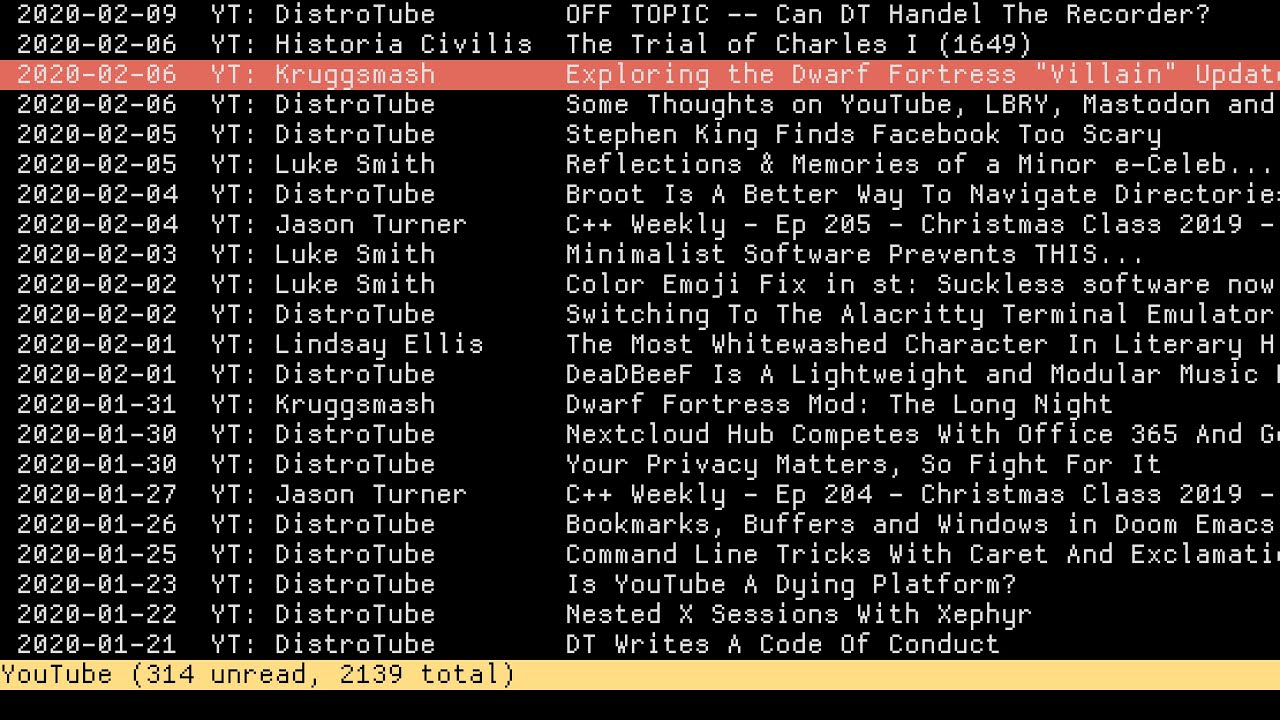 2020-02-09 YT: DistroTube OFF TOPIC -- Can DT Handel The Recorder?
2020-02-06 YT: Historia Civilis The Trial of Charles I (1649)
2020-02-06 YT: Kruggsmash Exploring the Dwarf Fortress "Villain" Updat
2020-02-06 YT: DistroTube Some Thoughts on YouTube, LBRY, Mastodon and
2020-02-05 YT: DistroTube Stephen King Finds Facebook Too Scary
2020-02-05 YT: Luke Smith Reflections & Memories of a Minor e-Celeb...
2020-02-04 YT: DistroTube Broot Is A Better Way To Navigate Directories
2020-02-04 YT: Jason Turner C++ Weekly - Ep 205 - Christmas Class 2019 -
2020-02-03 YT: Luke Smith Minimalist Software Prevents THIS...
2020-02-02 YT: Luke Smith Color Emoji Fix in st: Suckless software now
2020-02-02 YT: DistroTube Switching To The Alacritty Terminal Emulator
2020-02-01 YT: Lindsay Ellis The Most Whitewashed Character In Literary H
2020-02-01 YT: DistroTube DeaDBeeF Is A Lightweight and Modular Music
2020-01-31 YT: Kruggsmash Dwarf Fortress Mod: The Long Night
2020-01-30 YT: DistroTube Nextcloud Hub Competes With Office 365 And G
2020-01-30 YT: DistroTube Your Privacy Matters, So Fight For It
2020-01-27 YT: Jason Turner C++ Weekly - Ep 204 - Christmas Class 2019 -
2020-01-26 YT: DistroTube Bookmarks, Buffers and Windows in Doom Emacs
2020-01-25 YT: DistroTube Command Line Tricks With Caret And Exclamati
2020-01-23 YT: DistroTube Is YouTube A Dying Platform?
2020-01-22 YT: DistroTube Nested X Sessions With Xephyr
2020-01-21 YT: DistroTube DT Writes A Code Of Conduct
YouTube (314 unread, 2139 total)